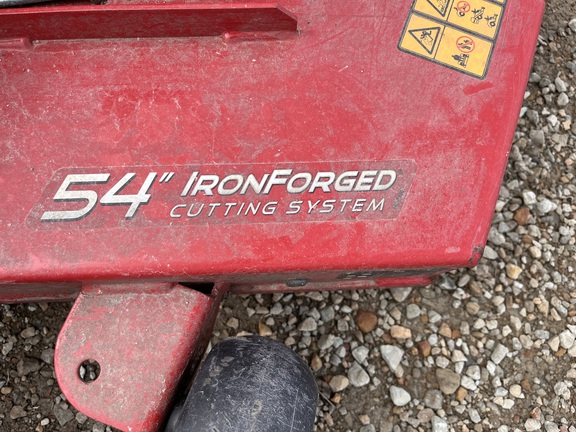 54" IRONFORGED
CUTTING SYSTEM